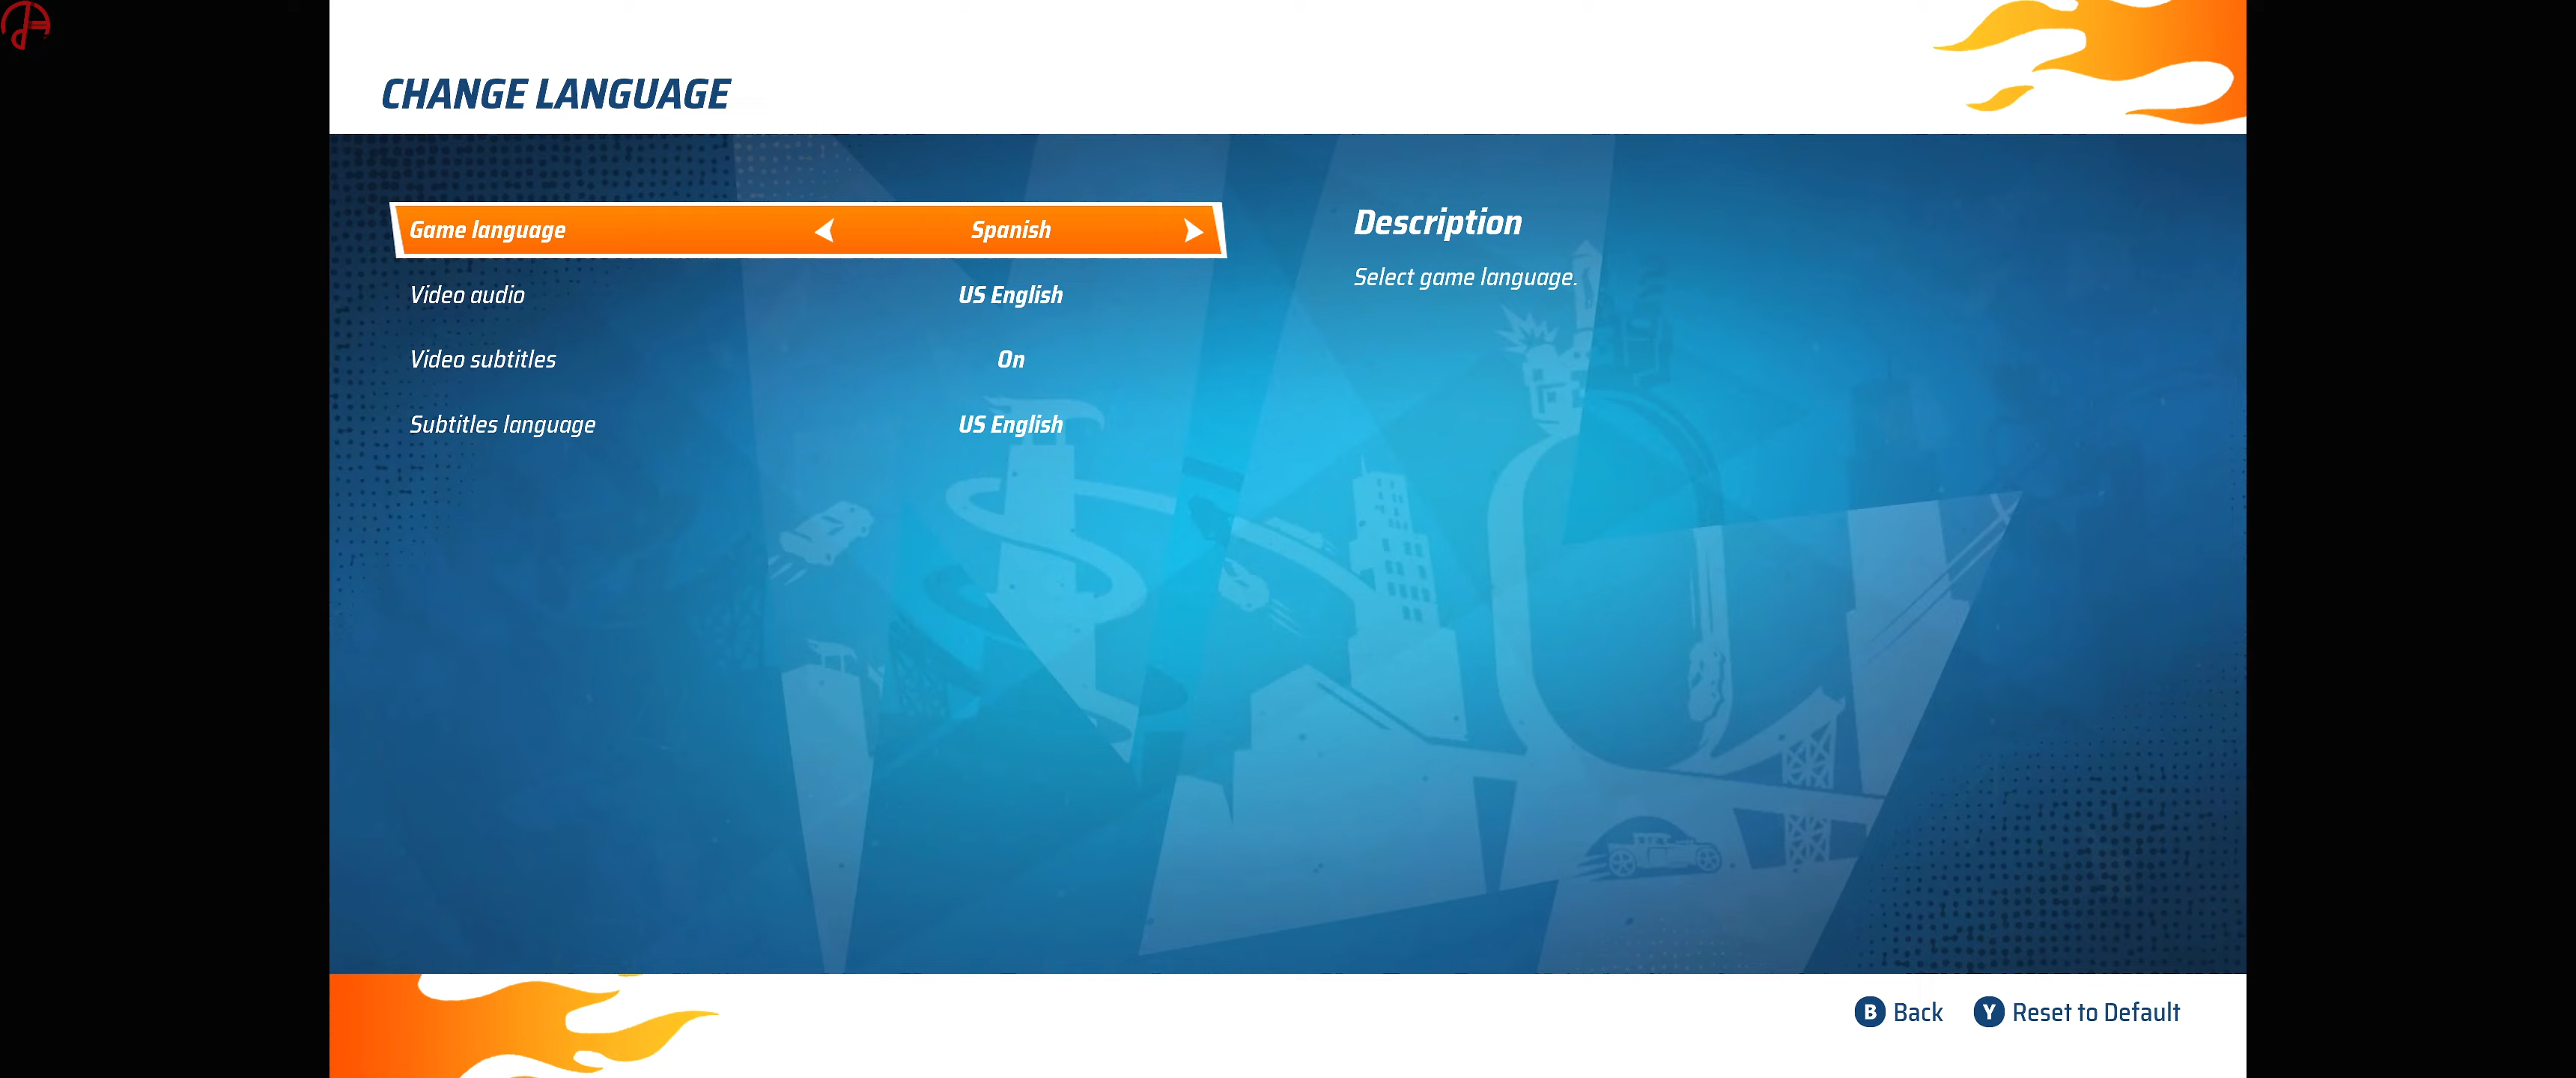 CHANGE LANGUAGE
Game language Spanish
Video audio US English
Video subtitles On
Subtitles language US English
Description
Select game language.
B Back Y Reset to Default